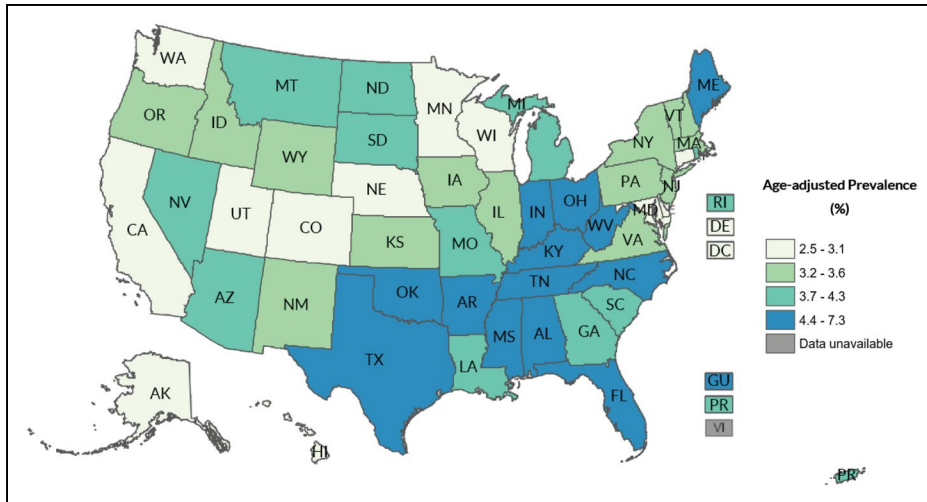 WA
MT
ND
MN
OR
ID
WY
SD
WI
MI
ME
VT
NY
MA
NV
UT
CO
NE
IA
IL
IN
OH
PA
NJ
MD
WV
VA
CA
KS
MO
KY
AZ
NM
OK
AR
TN
NC
SC
TX
LA
MS
AL
GA
FL
AK
HI
RI
DE
DC
GU
PR
VI
PR
Age-adjusted Prevalence
(%)
2.5 - 3.1
3.2 - 3.6
3.7 - 4.3
4.4 - 7.3
Data unavailable